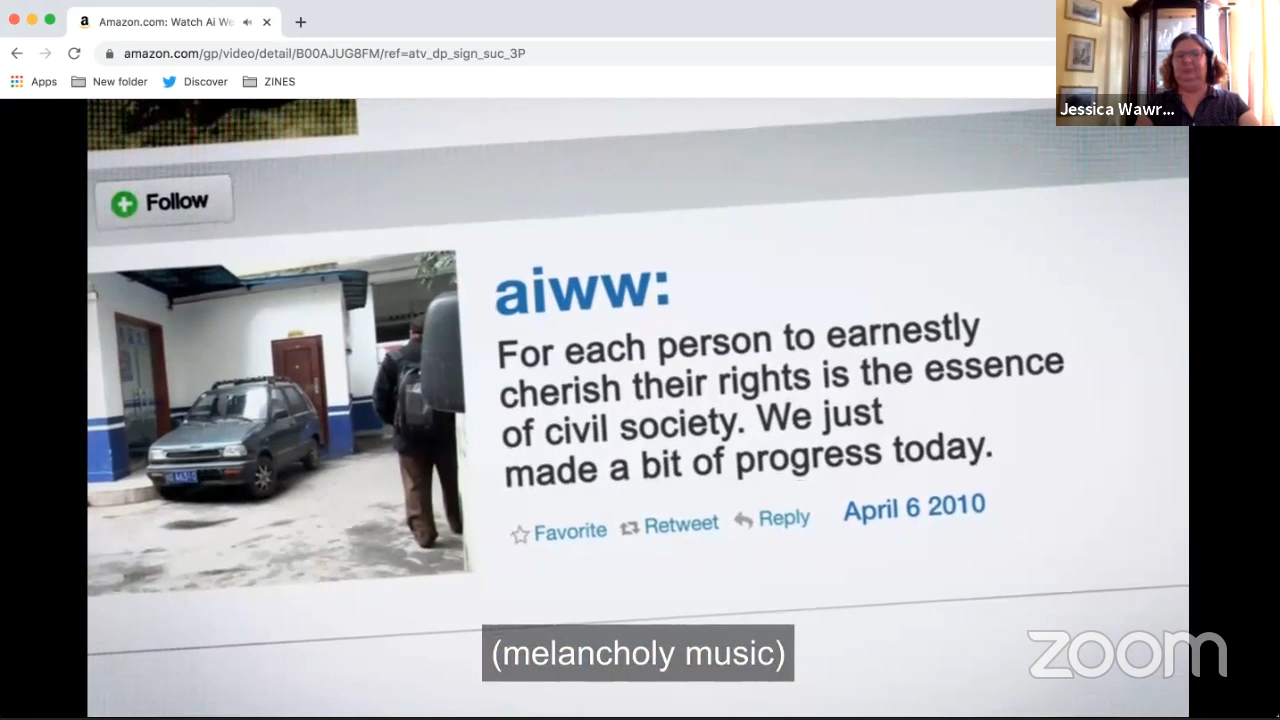 Amazon.com: Watch Ai We
amazon.com/gp/video/detail/B00AJUG8FM/ref=atv_dp_sign_suc_3P
Apps New folder Discover ZINES
Jessica Wawr...
Follow
aiww:
For each person to earnestly
cherish their rights is the essence
of civil society. We just
made a bit of progress today.
Favorite Retweet Reply April 6 2010
(melancholy music)
zoom